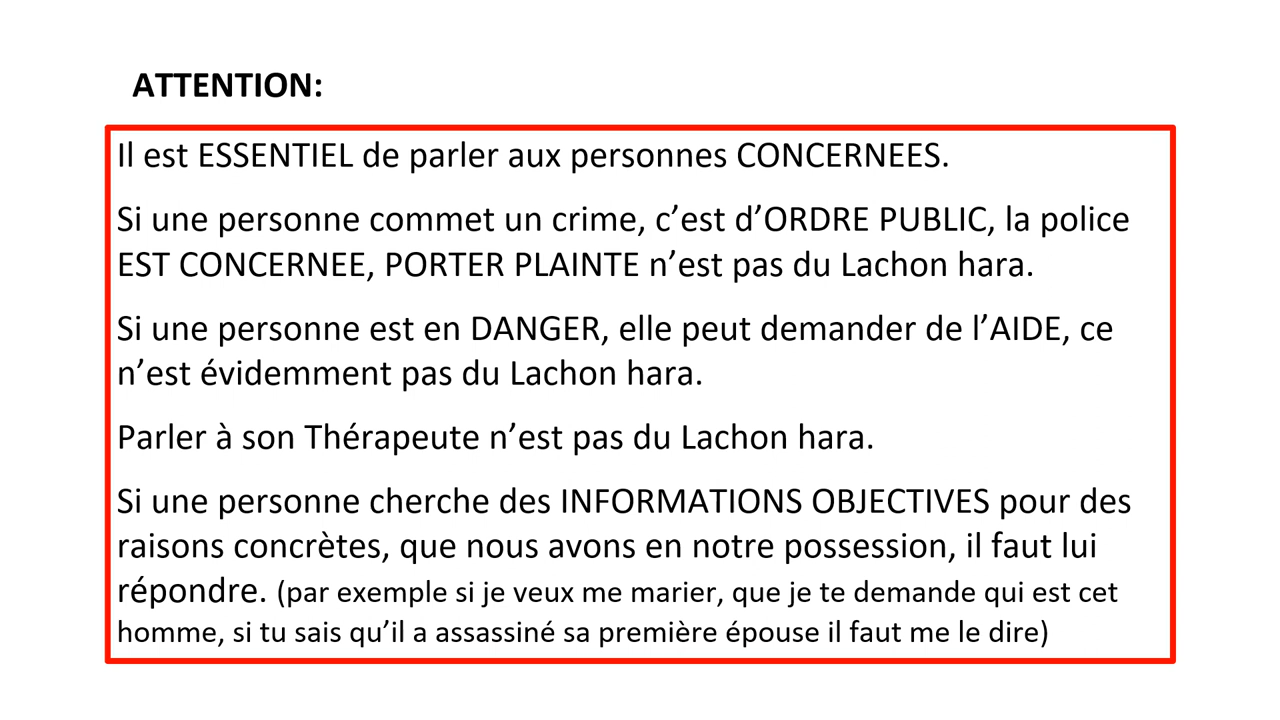 ATTENTION:
Il est ESSENTIEL de parler aux personnes CONCERNEES.
Si une personne commet un crime, c’est d’ORDRE PUBLIC, la police
EST CONCERNEE, PORTER PLAINTE n’est pas du Lachon hara.
Si une personne est en DANGER, elle peut demander de l’AIDE, ce
n’est évidemment pas du Lachon hara.
Parler à son Thérapeute n’est pas du Lachon hara.
Si une personne cherche des INFORMATIONS OBJECTIVES pour des
raisons concrètes, que nous avons en notre possession, il faut lui
répondre. (par exemple si je veux me marier, que je te demande qui est cet
homme, si tu sais qu’il a assassiné sa première épouse il faut me le dire)